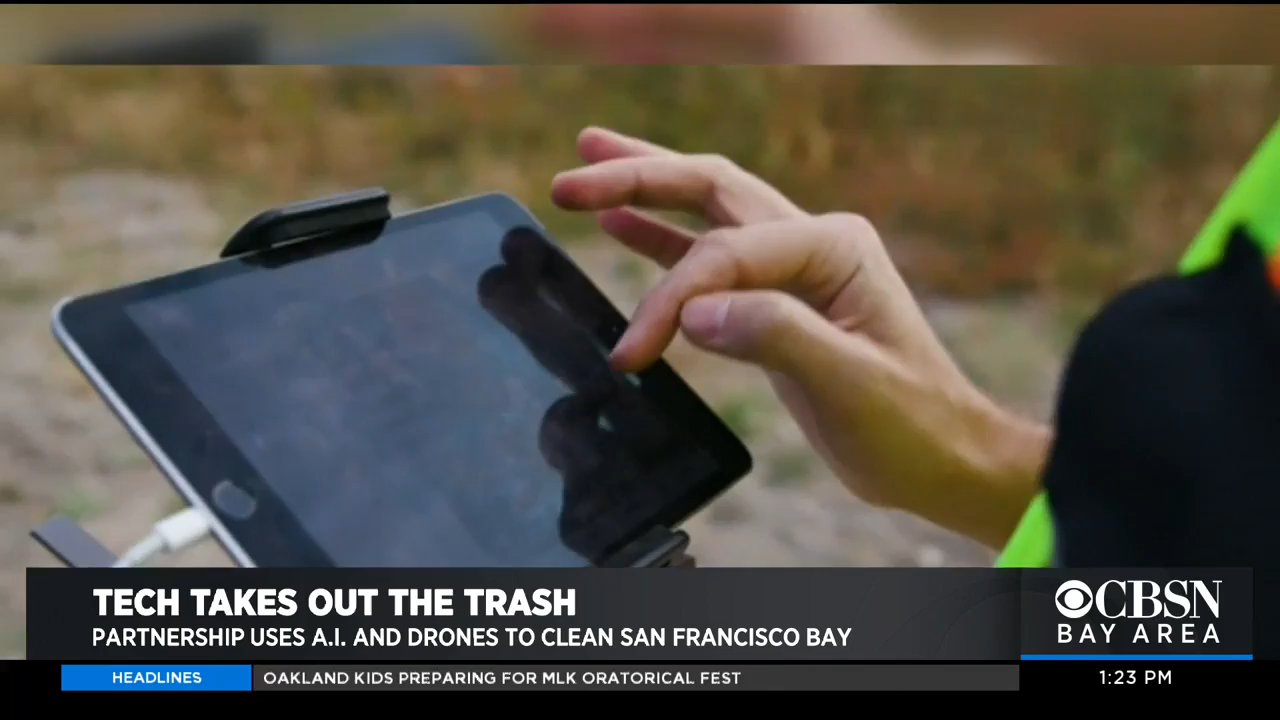 TECH TAKES OUT THE TRASH
PARTNERSHIP USES A.I. AND DRONES TO CLEAN SAN FRANCISCO BAY
CBSN
BAY AREA
HEADLINES
OAKLAND KIDS PREPARING FOR MLK ORATORICAL FEST
1:23 PM